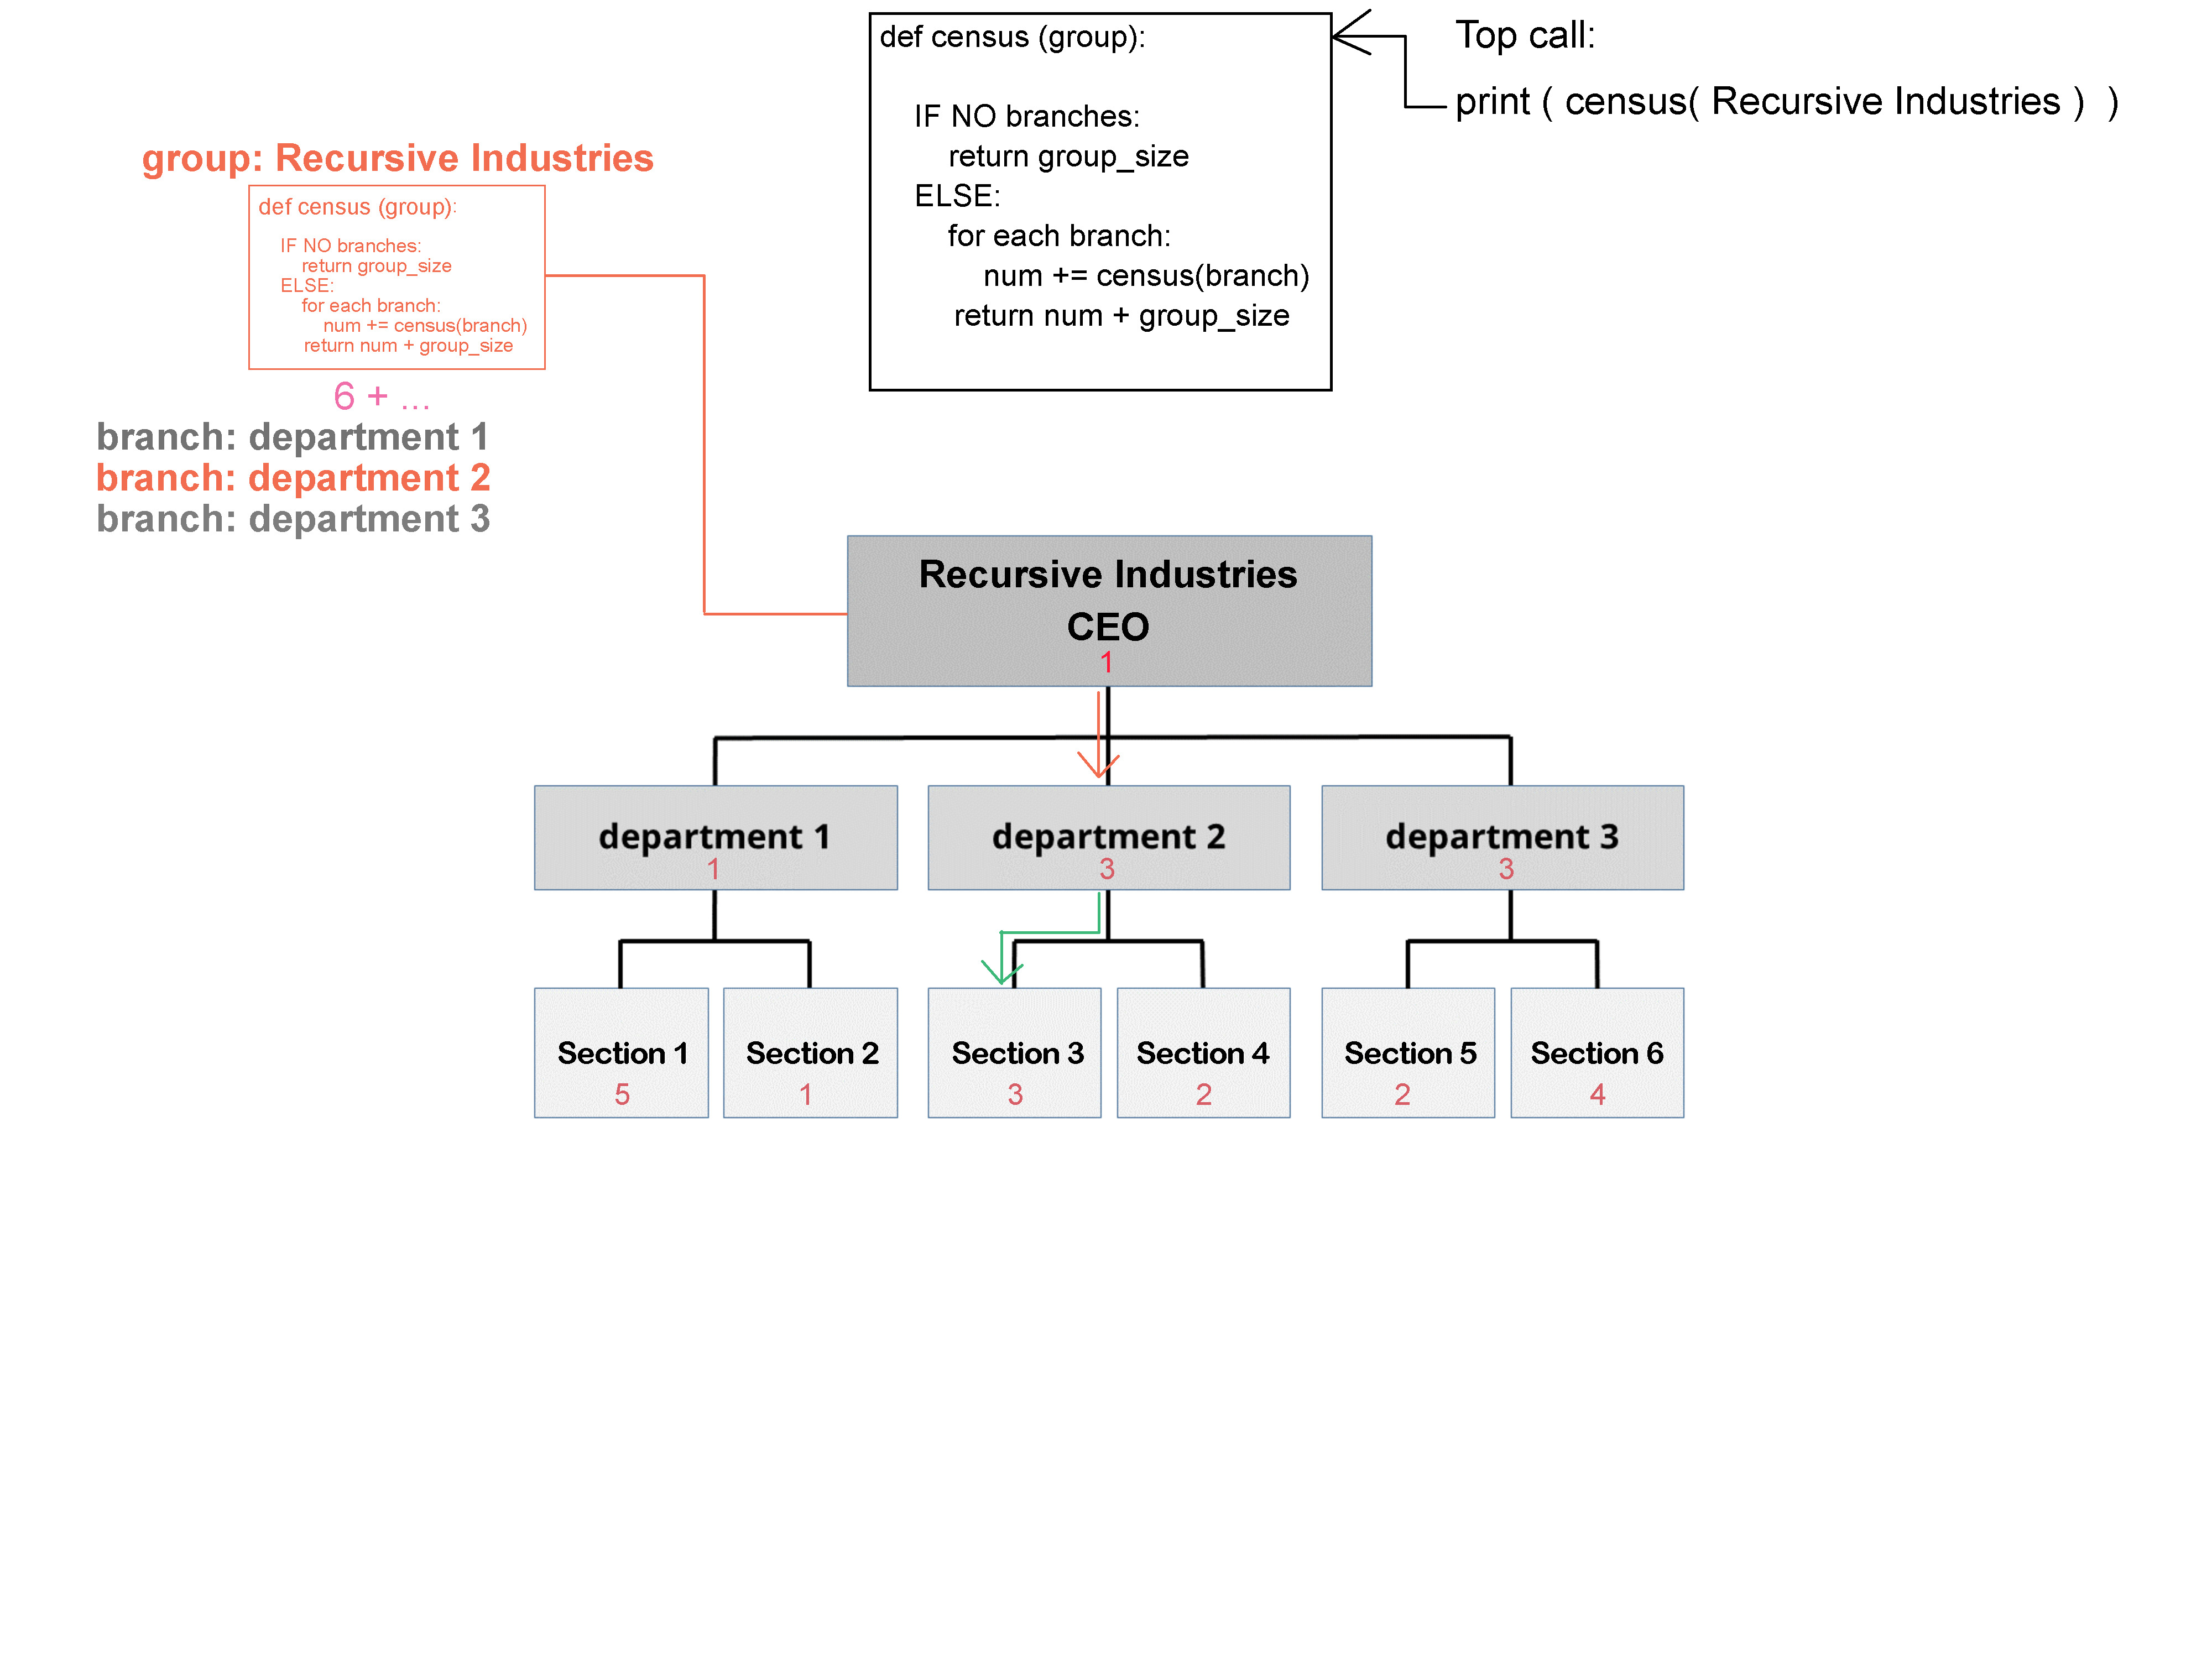 def census (group):
IF NO branches:
return group_size
ELSE:
for each branch:
num += census(branch)
return num + group_size
Top call:
print ( census( Recursive Industries ) )
group: Recursive Industries
def census (group):
IF NO branches:
return group_size
ELSE:
for each branch:
num += census(branch)
return num + group_size
6 + ...
branch: department 1
branch: department 2
branch: department 3
Recursive Industries
CEO
1
department 1
1
department 2
3
department 3
3
Section 1
5
Section 2
1
Section 3
3
Section 4
2
Section 5
2
Section 6
4